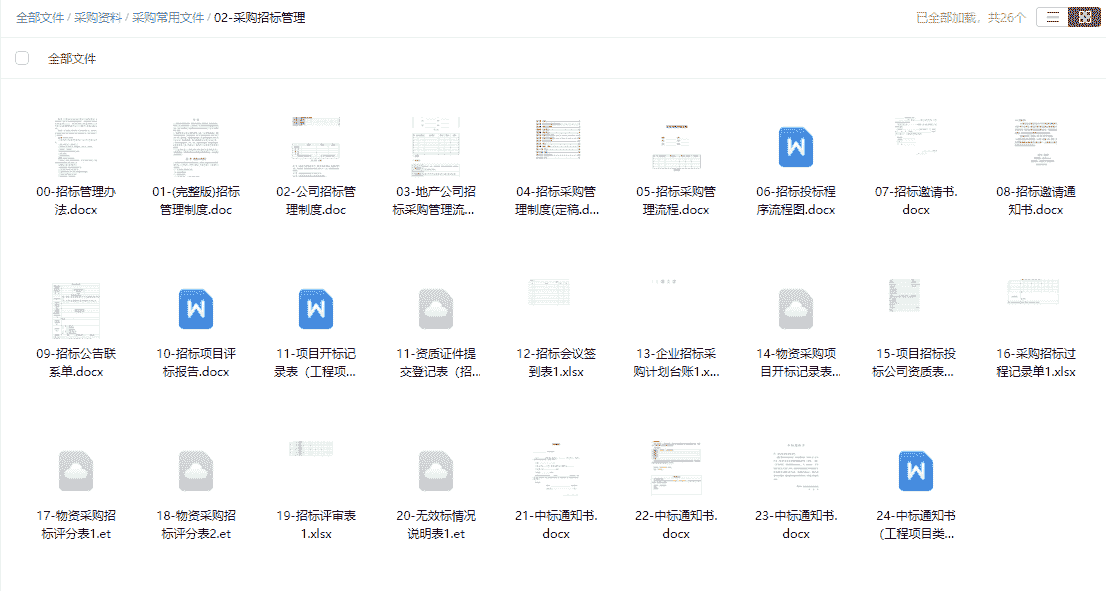 全部文件 / 采购资料 / 采购常用文件 / 02-采购招标管理
已全部加载，共26个
全部文件
00-招标管理办
法.docx
01-(完整版)招标
管理制度.doc
02-公司招标管
理制度.doc
03-地产公司招
标采购管理流...
04-招标采购管
理制度(定稿.d...
05-招标采购管
理流程.docx
06-招标投标程
序流程图.docx
07-招标邀请书.
docx
08-招标邀请通
知书.docx
09-招标公告联
系单.docx
10-招标项目评
标报告.docx
11-项目开标记
录表（工程项...
11-资质证件提
交登记表（招...
12-招标会议签
到表1.xlsx
13-企业招标采
购计划台账1.x...
14-物资采购项
目开标记录表...
15-项目招标投
标公司资质表...
16-采购招标过
程记录单1.xlsx
17-物资采购招
标评分表1.et
18-物资采购招
标评分表2.et
19-招标评审表
1.xlsx
20-无效标情况
说明表1.et
21-中标通知书.
docx
22-中标通知书.
docx
23-中标通知书.
docx
24-中标通知书
（工程项目类...